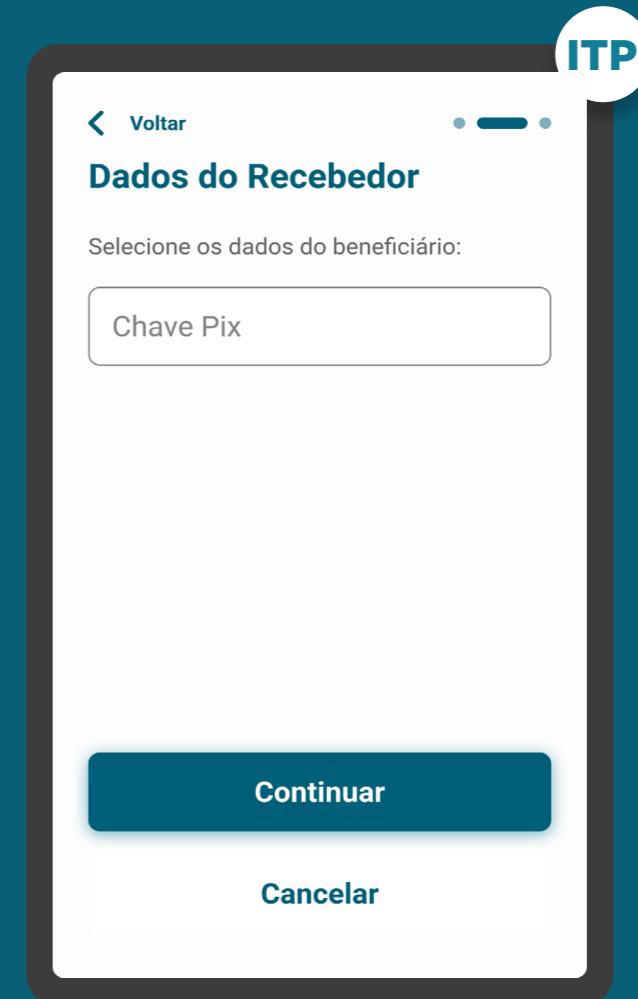 ITP
Voltar
Dados do Recebedor
Selecione os dados do beneficiário:
Chave Pix
Continuar
Cancelar